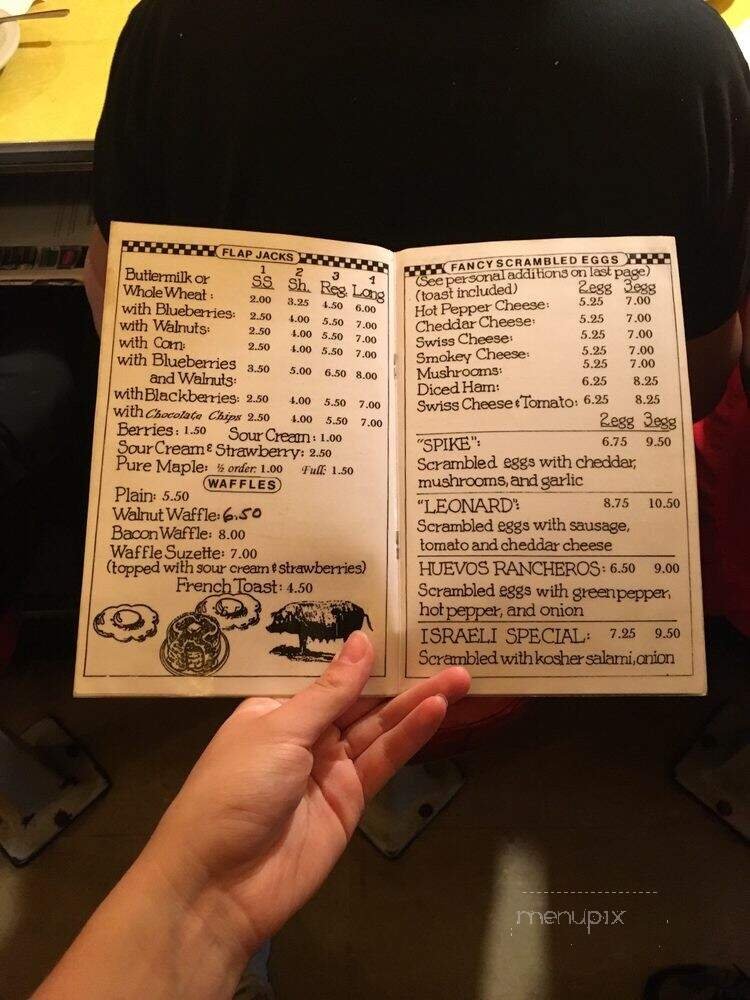 FLAP JACKS
1 2 3 4
S.S. Sh. Reg. Long
Buttermilk or
Whole Wheat: 2.00 3.25 4.50 6.00
with Blueberries: 2.50 4.00 5.50 7.00
with Walnuts: 2.50 4.00 5.50 7.00
with Corn: 2.50 4.00 5.50 7.00
with Blueberries
and Walnuts: 3.50 5.00 6.50 8.00
with Blackberries: 2.50 4.00 5.50 7.00
with Chocolate Chips 2.50 4.00 5.50 7.00
Berries: 1.50 Sour Cream: 1.00
Sour Cream & Strawberry: 2.50
Pure Maple: ½ order: 1.00 Full: 1.50
WAFFLES
Plain: 5.50
Walnut Waffle: 6.50
Bacon Waffle: 8.00
Waffle Suzette: 7.00
(topped with sour cream & strawberries)
French Toast: 4.50
FANCY SCRAMBLED EGGS
(See personal additions on last page)
(toast included) 2egg 3egg
Hot Pepper Cheese: 5.25 7.00
Cheddar Cheese: 5.25 7.00
Swiss Cheese: 5.25 7.00
Smokey Cheese: 5.25 7.00
Mushrooms: 5.25 7.00
Diced Ham: 6.25 8.25
Swiss Cheese & Tomato: 6.25 8.25
2egg 3egg
"SPIKE": 6.75 9.50
Scrambled eggs with cheddar,
mushrooms, and garlic
"LEONARD": 8.75 10.50
Scrambled eggs with sausage,
tomato and cheddar cheese
HUEVOS RANCHEROS: 6.50 9.00
Scrambled eggs with green pepper,
hot pepper, and onion
ISRAELI SPECIAL: 7.25 9.50
Scrambled with kosher salami, onion
menupix